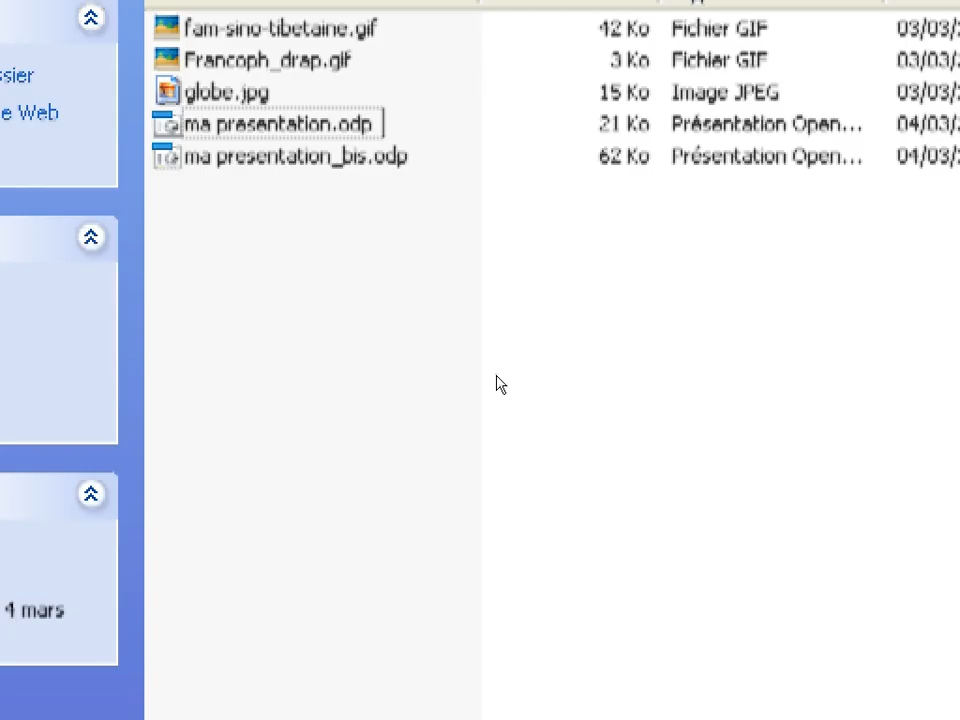 fam-sino-tibetaine.gif 42 Ko Fichier GIF 03/03/
Francoph_drap.gif 3 Ko Fichier GIF 03/03/
globe.jpg 15 Ko Image JPEG 03/03/
ma presentation.odp 21 Ko Présentation Open... 04/03/
ma presentation_bis.odp 62 Ko Présentation Open... 04/03/
ssier
e Web
4 mars